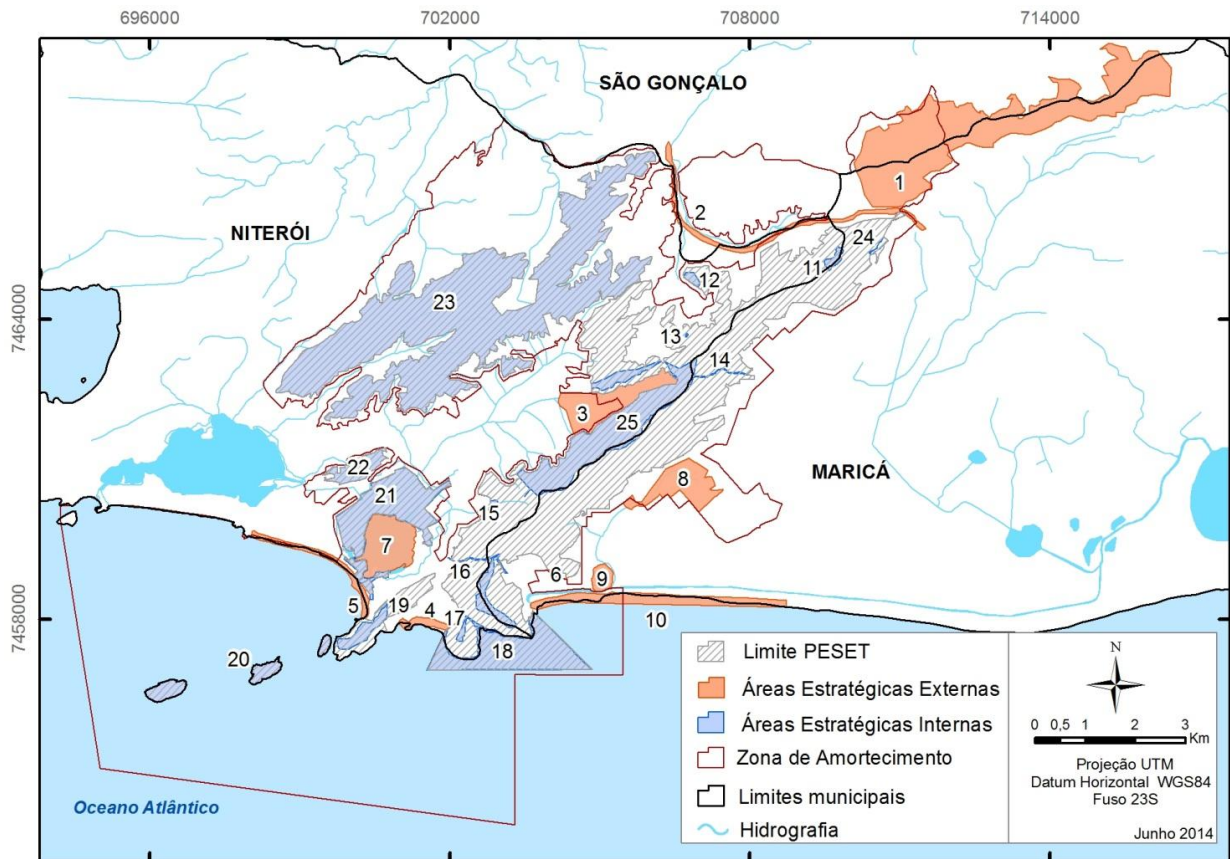 696000 702000 708000 714000
SÃO GONÇALO
1
2
NITERÓI
24
11
12
23
7464000
13
14
3
25
MARICÁ
22
8
21
15
7
16
6
9
5
19
4
17
10
7458000
18
20
Limite PESET
Áreas Estratégicas Externas
Áreas Estratégicas Internas
Zona de Amortecimento
Limites municipais
Hidrografia
N
0 0,5 1 2 3
Km
Projeção UTM
Datum Horizontal WGS84
Fuso 23S
Junho 2014
Oceano Atlântico